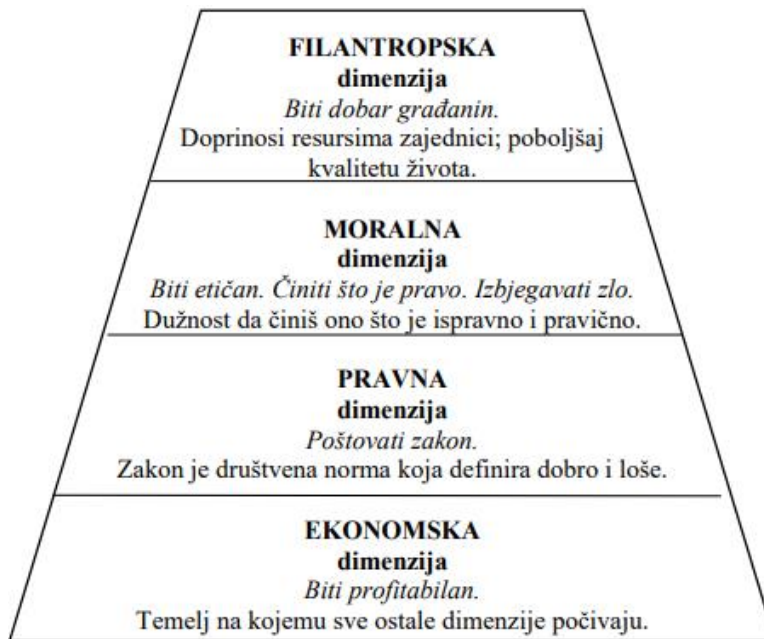 FILANTROPSKA
dimenzija
Biti dobar građanin.
Doprinosi resursima zajednici; poboljšaj
kvalitetu života.
MORALNA
dimenzija
Biti etičan. Činiti što je pravo. Izbjegavati zlo.
Dužnost da činiš ono što je ispravno i pravično.
PRAVNA
dimenzija
Poštovati zakon.
Zakon je društvena norma koja definira dobro i loše.
EKONOMSKA
dimenzija
Biti profitabilan.
Temelj na kojemu sve ostale dimenzije počivaju.